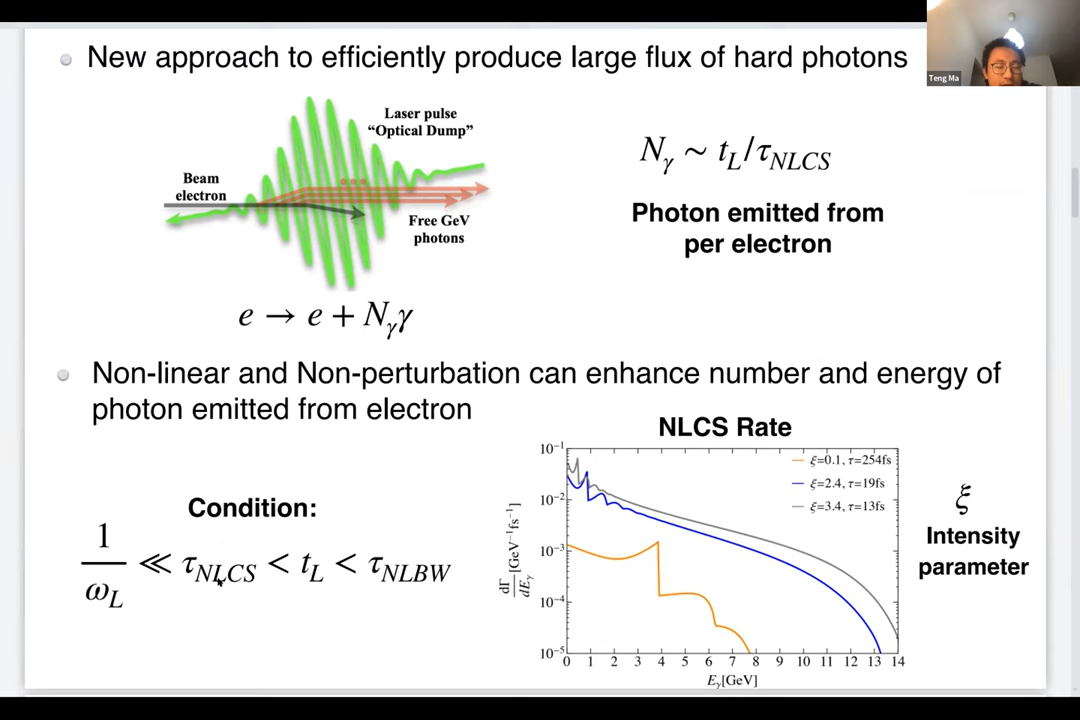 New approach to efficiently produce large flux of hard photons
Teng Ma
Laser pulse
“Optical Dump”
Beam
electron
Free GeV
photons
N_γ ~ t_L/τ_NLCS
Photon emitted from
per electron
e → e + N_γγ
Non-linear and Non-perturbation can enhance number and energy of
photon emitted from electron
Condition:
1/ω_L ≪ τ_NLCS < t_L < τ_NLBW
NLCS Rate
10⁻¹
10⁻²
10⁻³
10⁻⁴
10⁻⁵
dΓ/dE_γ [GeV⁻¹fs⁻¹]
ξ=0.1, τ=254fs
ξ=2.4, τ=19fs
ξ=3.4, τ=13fs
0 1 2 3 4 5 6 7 8 9 10 11 12 13 14
E_γ[GeV]
ξ
Intensity
parameter